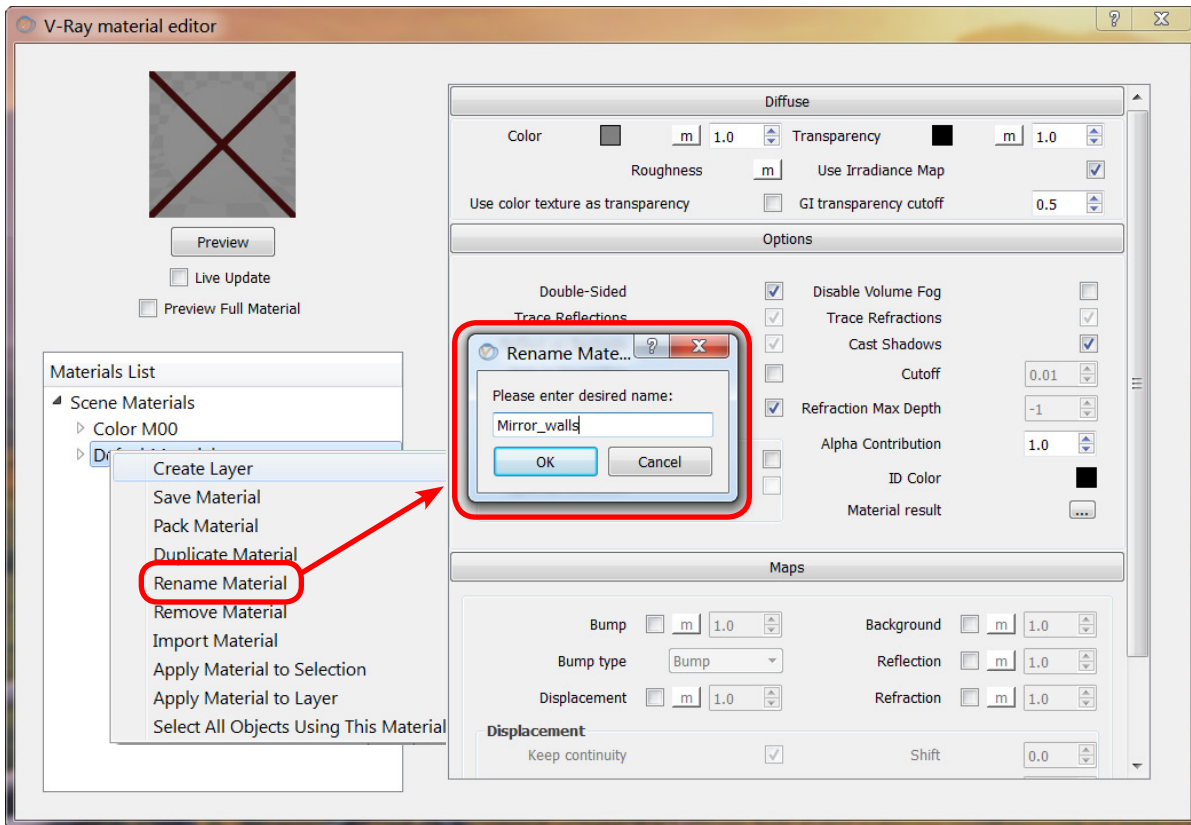 V-Ray material editor
Preview
Live Update
Preview Full Material
Materials List
Scene Materials
Color M00
Create Layer
Save Material
Pack Material
Duplicate Material
Rename Material
Remove Material
Import Material
Apply Material to Selection
Apply Material to Layer
Select All Objects Using This Material
Diffuse
Color m 1.0 Transparency m 1.0
Roughness m Use Irradiance Map
Use color texture as transparency GI transparency cutoff 0.5
Options
Double-Sided Disable Volume Fog
Trace Reflections Trace Refractions
Cast Shadows
Cutoff 0.01
Refraction Max Depth -1
Alpha Contribution 1.0
ID Color
Material result ...
Rename Mate...
Please enter desired name:
Mirror_walls
OK Cancel
Maps
Bump m 1.0 Background m 1.0
Bump type Bump Reflection m 1.0
Displacement m 1.0 Refraction m 1.0
Displacement
Keep continuity Shift 0.0